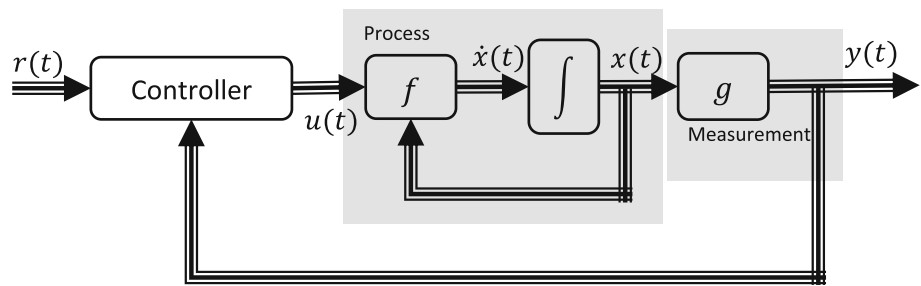 Process
r(t)
ẋ(t)
x(t)
y(t)
Controller
f
∫
g
u(t)
Measurement